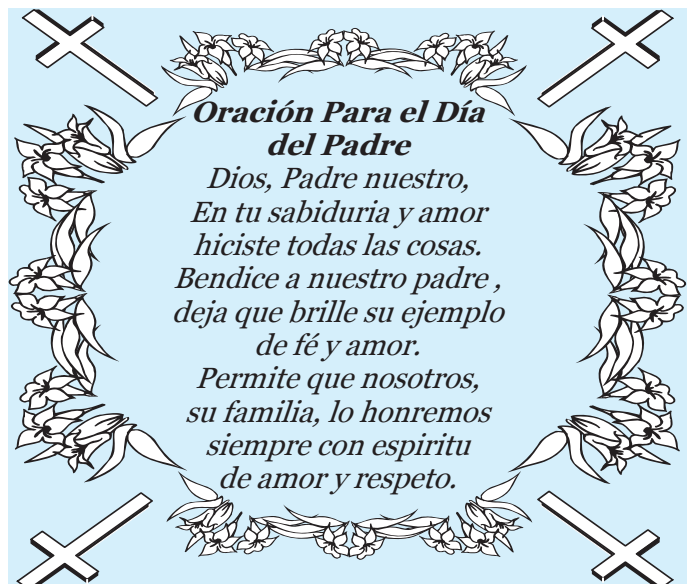 Oración Para el Día
del Padre
Dios, Padre nuestro,
En tu sabiduria y amor
hiciste todas las cosas.
Bendice a nuestro padre ,
deja que brille su ejemplo
de fé y amor.
Permite que nosotros,
su familia, lo honremos
siempre con espiritu
de amor y respeto.